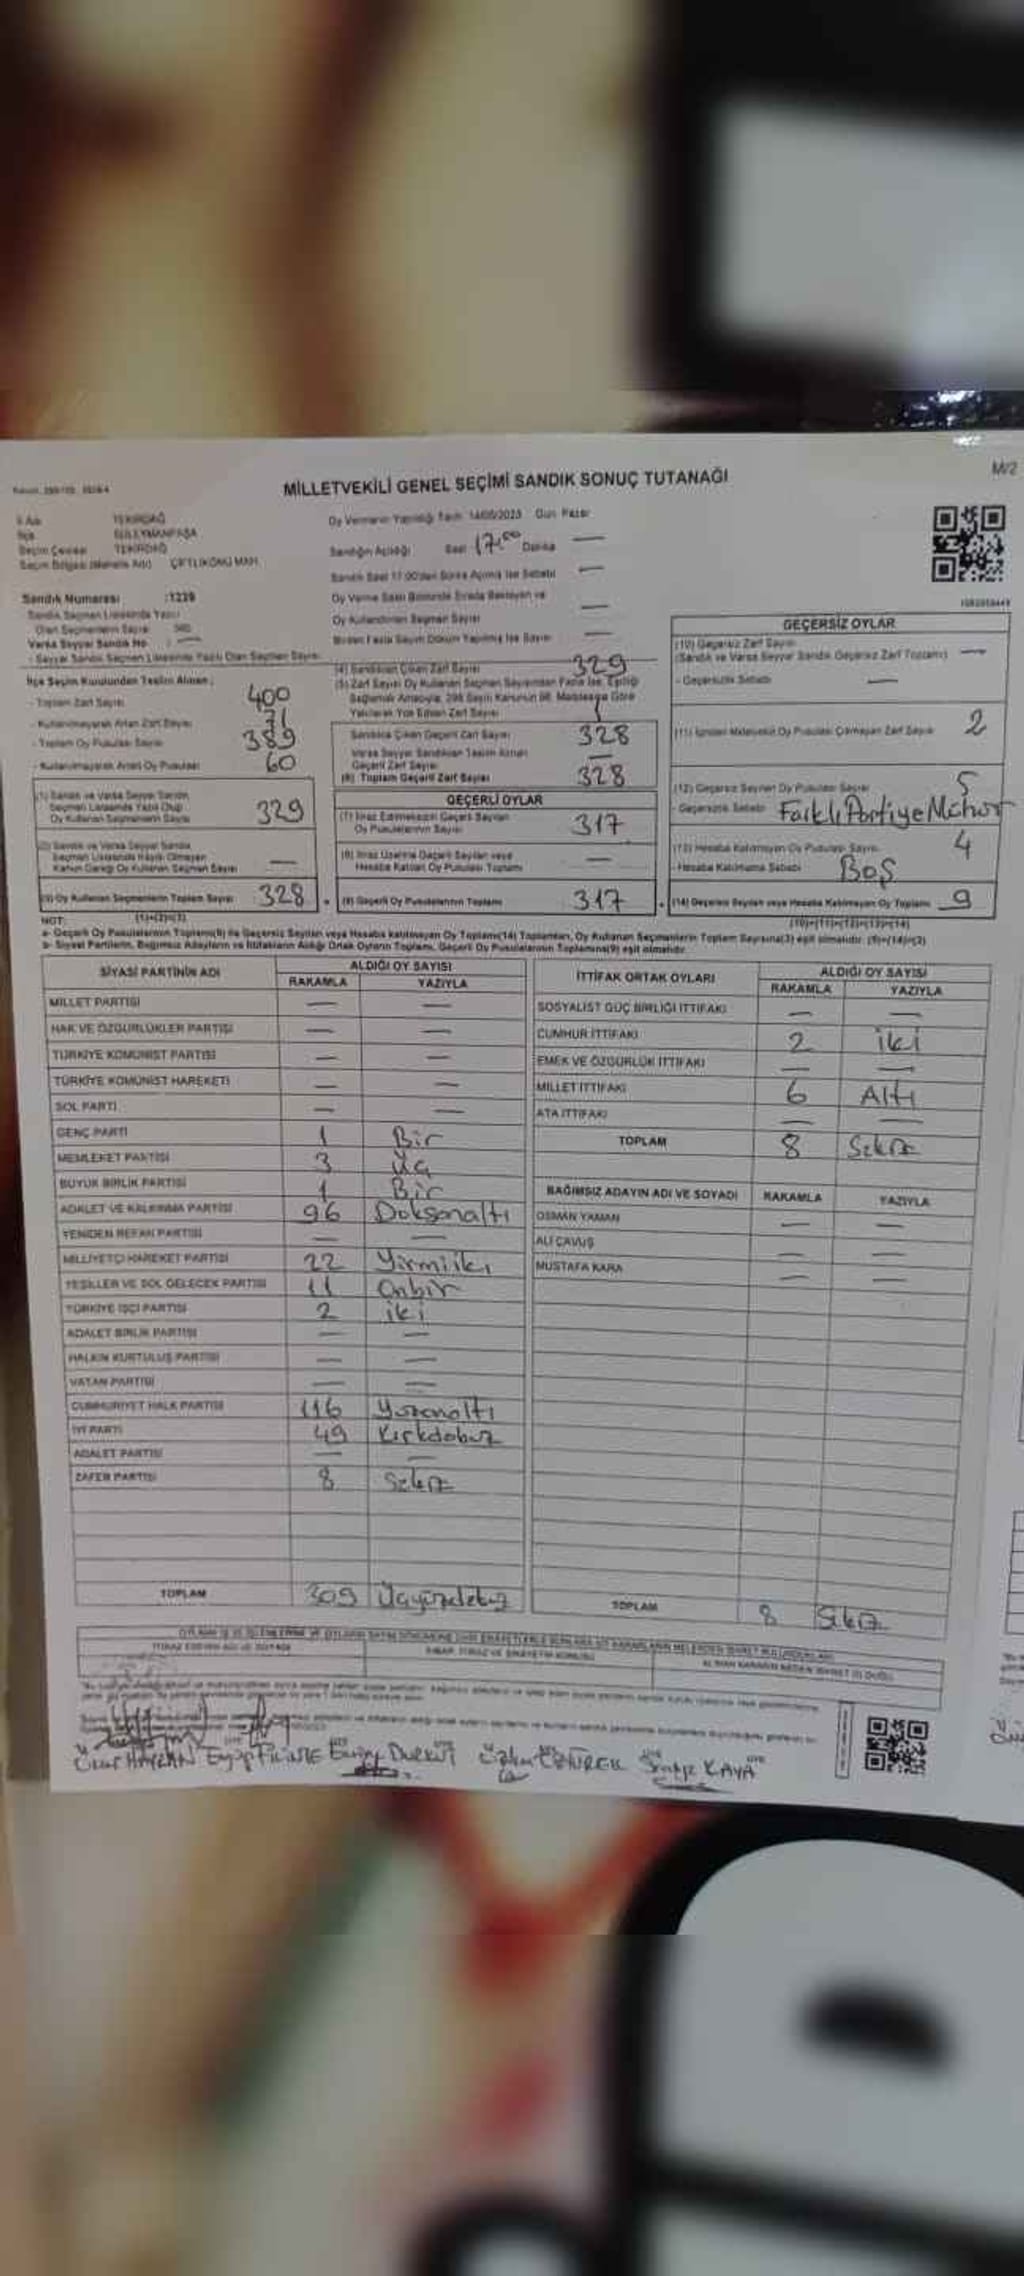 M/2
MİLLETVEKİLİ GENEL SEÇİMİ SANDIK SONUÇ TUTANAĞI
İl Adı TEKİRDAĞ
İlçe SÜLEYMANPAŞA
Seçim Çevresi TEKİRDAĞ
Seçim Bölgesi (Mahalle Adı) ÇİFTLİKÖNÜ MAH.
Sandık Numarası :1239
Sandık Seçmen Listesinde Yazılı
Olan Seçmenlerin Sayısı
Varsa Seyyar Sandık No : —
- Seyyar Sandık Seçmen Listesinde Yazılı Olan Seçmen Sayısı
Oy Vermenin Yapıldığı Tarih 14/05/2023 Gün Pazar
Sandığın Açıldığı Saat 17:00 Dakika —
Sandık Saat 17:00'den Sonra Açılmış İse Sebebi —
Oy Verme Saati Bitiminde Sırada Bekleyen ve
Oy Kullandırılan Seçmen Sayısı —
Birden Fazla Sayım Döküm Yapılmış İse Sayısı —
İlçe Seçim Kurulundan Teslim Alınan ;
- Toplam Zarf Sayısı 400
- Kullanılmayarak Artan Zarf Sayısı 71
- Toplam Oy Pusulası Sayısı 389
- Kullanılmayarak Artan Oy Pusulası 60
(1) Sandık ve Varsa Seyyar Sandık
Seçmen Listesinde Yazılı Olup
Oy Kullanan Seçmenlerin Sayısı 329
(2) Sandık ve Varsa Seyyar Sandık
Seçmen Listesinde Kayıtlı Olmayan
Kanun Gereği Oy Kullanan Seçmen Sayısı —
(3) Oy Kullanan Seçmenlerin Toplam Sayısı 328
(1)+(2)=(3)
(4) Sandıktan Çıkan Zarf Sayısı 329
(5) Zarf Sayısı Oy Kullanan Seçmen Sayısından Fazla İse, Eşitliği
Sağlamak Amacıyla, 298 Sayılı Kanunun 98. Maddesine Göre
Yakılarak Yok Edilen Zarf Sayısı 1
Sandıkta Çıkan Geçerli Zarf Sayısı 328
Varsa Seyyar Sandıktan Teslim Alınan
Geçerli Zarf Sayısı —
(6) Toplam Geçerli Zarf Sayısı 328
GEÇERLİ OYLAR
(7) İtiraz Edilmeksizin Geçerli Sayılan
Oy Pusulalarının Sayısı 317
(8) İtiraz Üzerine Geçerli Sayılan veya
Hesaba Katılan Oy Pusulası Toplamı —
(9) Geçerli Oy Pusulalarının Toplamı 317
GEÇERSİZ OYLAR
(10) Geçersiz Zarf Sayısı
(Sandık ve Varsa Seyyar Sandık Geçersiz Zarf Toplamı) —
- Geçersizlik Sebebi —
(11) İçinden Milletvekili Oy Pusulası Çıkmayan Zarf Sayısı 2
(12) Geçersiz Sayılan Oy Pusulası Sayısı 5
- Geçersizlik Sebebi Farklı Partiye Mühür
(13) Hesaba Katılmayan Oy Pusulası Sayısı 4
- Hesaba Katılmama Sebebi Boş
(14) Geçersiz Sayılan veya Hesaba Katılmayan Oy Toplamı 9
(10)+(11)+(12)+(13)=(14)
NOT:
a- Geçerli Oy Pusulalarının Toplamı(9) ile Geçersiz Sayılan veya Hesaba katılmayan Oy Toplamı(14) Toplamları, Oy Kullanan Seçmenlerin Toplam Sayısına(3) eşit olmalıdır. (9)+(14)=(3)
b- Siyasi Partilerin, Bağımsız Adayların ve İttifakların Aldığı Ortak Oyların Toplamı, Geçerli Oy Pusulalarının Toplamına(9) eşit olmalıdır
SİYASİ PARTİNİN ADI ALDIĞI OY SAYISI
RAKAMLA YAZIYLA
MİLLET PARTİSİ — —
HAK VE ÖZGÜRLÜKLER PARTİSİ — —
TÜRKİYE KOMÜNİST PARTİSİ — —
TÜRKİYE KOMÜNİST HAREKETİ — —
SOL PARTİ — —
GENÇ PARTİ 1 Bir
MEMLEKET PARTİSİ 3 Üç
BÜYÜK BİRLİK PARTİSİ 1 Bir
ADALET VE KALKINMA PARTİSİ 96 Doksanaltı
YENİDEN REFAH PARTİSİ — —
MİLLİYETÇİ HAREKET PARTİSİ 22 Yirmiiki
YEŞİLLER VE SOL GELECEK PARTİSİ 11 Onbir
TÜRKİYE İŞÇİ PARTİSİ 2 iki
ADALET BİRLİK PARTİSİ — —
HALKIN KURTULUŞ PARTİSİ — —
VATAN PARTİSİ — —
CUMHURİYET HALK PARTİSİ 116 Yüzonaltı
İYİ PARTİ 49 Kırkdokuz
ADALET PARTİSİ — —
ZAFER PARTİSİ 8 Sekiz
TOPLAM 309 Üçyüzdokuz
İTTİFAK ORTAK OYLARI ALDIĞI OY SAYISI
RAKAMLA YAZIYLA
SOSYALİST GÜÇ BİRLİĞİ İTTİFAKI — —
CUMHUR İTTİFAKI 2 iki
EMEK VE ÖZGÜRLÜK İTTİFAKI — —
MİLLET İTTİFAKI 6 Altı
ATA İTTİFAKI — —
TOPLAM 8 Sekiz
BAĞIMSIZ ADAYIN ADI VE SOYADI RAKAMLA YAZIYLA
OSMAN YAMAN — —
ALİ ÇAVUŞ — —
MUSTAFA KARA — —
TOPLAM 8 Sekiz